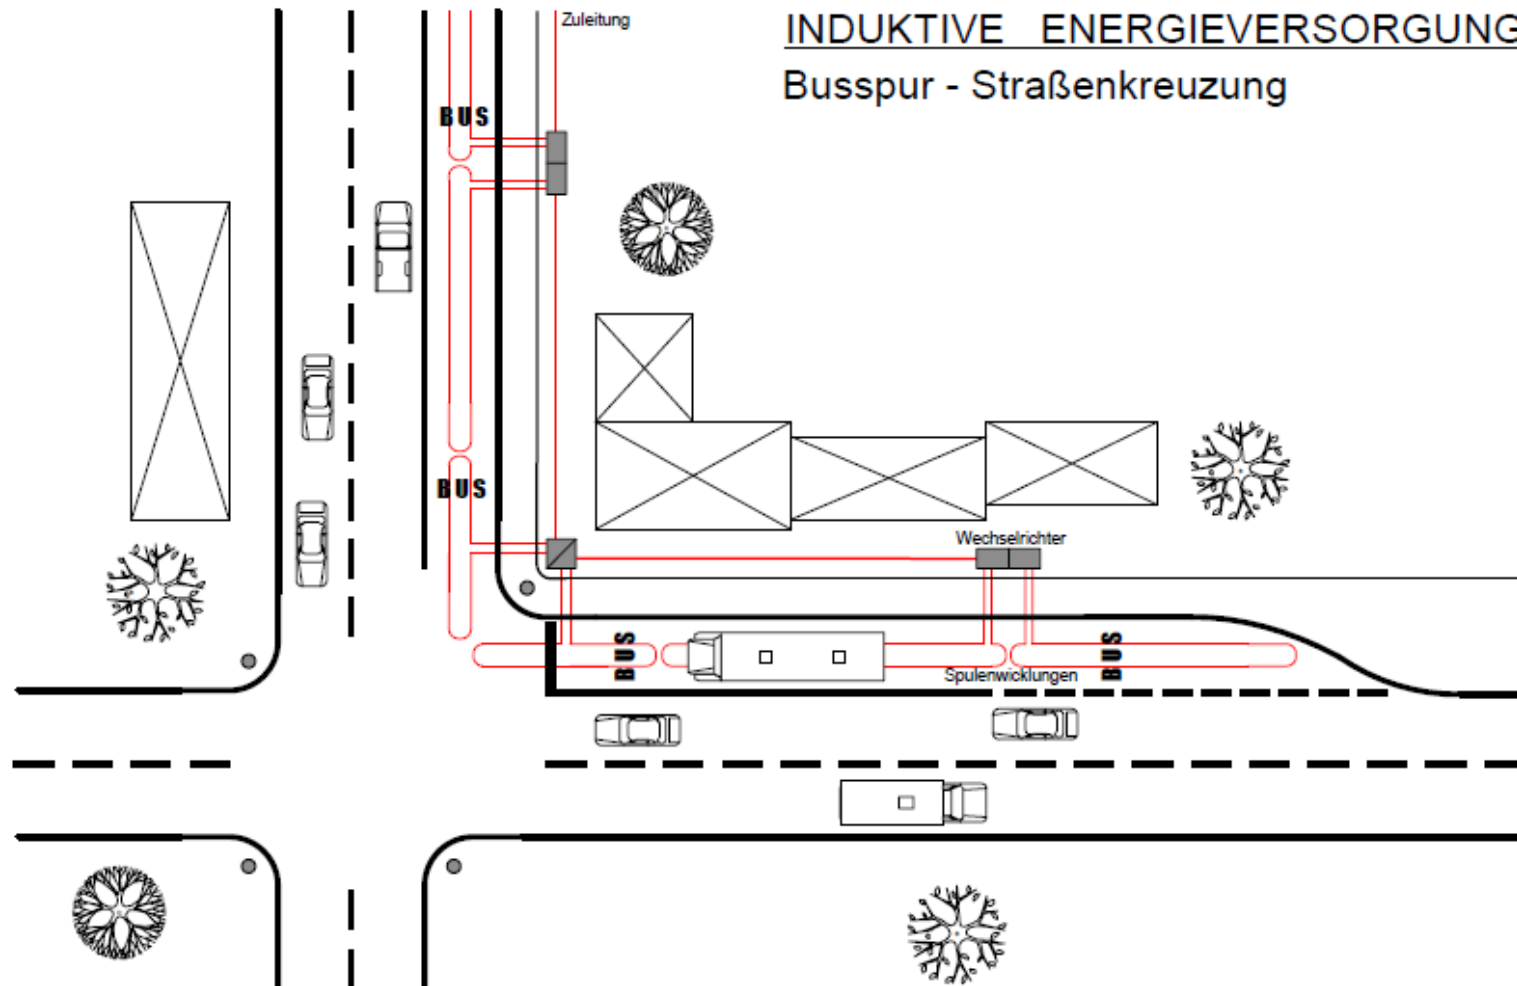 Zuleitung
INDUKTIVE ENERGIEVERSORGUNG
Busspur - Straßenkreuzung
BUS
BUS
Wechselrichter
BUS
BUS
Spulenwicklungen